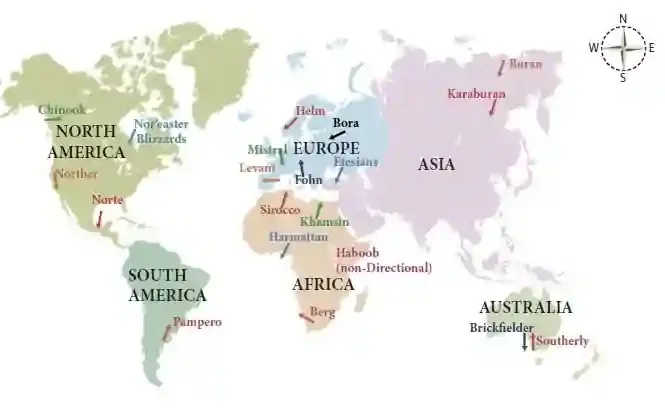 N
W E
S
Buran
Karaburan
Chinook
NORTH
AMERICA
Nor'easter
Blizzards
Norther
Norte
Helm
Bora
Mistral
EUROPE
Levant
Etesians
Fohn
ASIA
Sirocco
Khamsin
Harmattan
Haboob
(non-Directional)
AFRICA
Berg
SOUTH
AMERICA
Pampero
AUSTRALIA
Brickfielder
Southerly